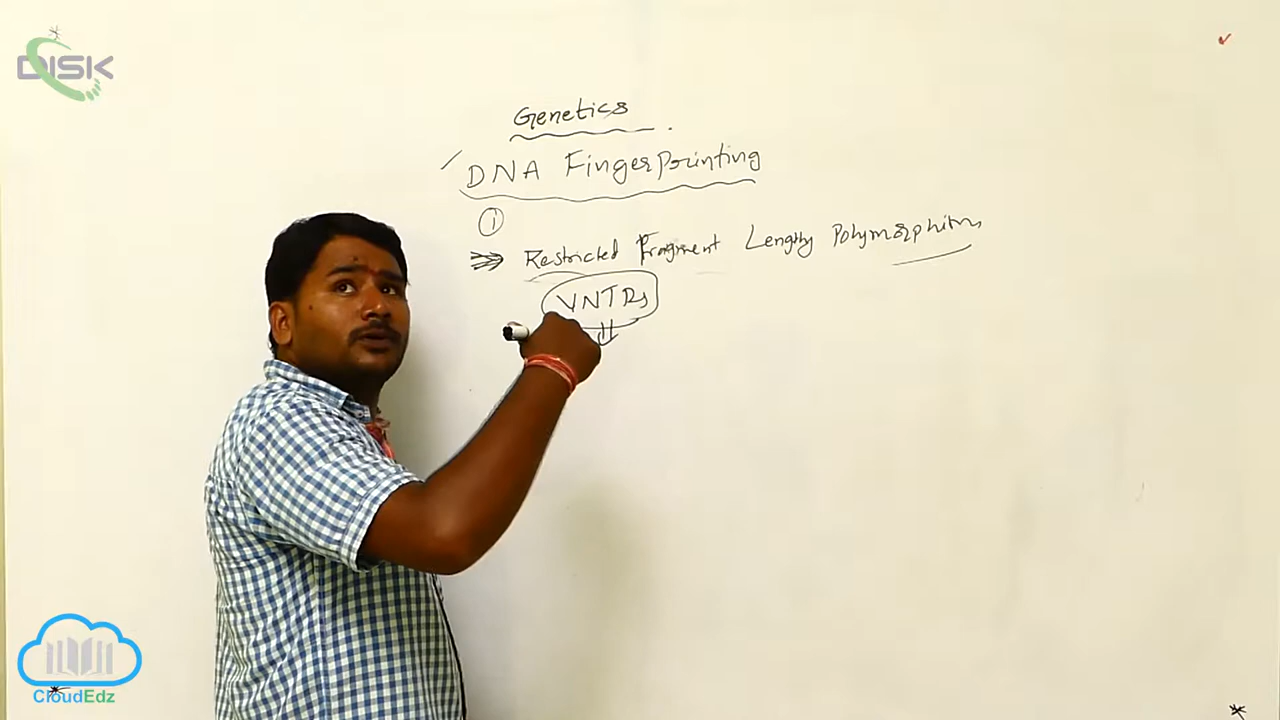 DISK
Genetics
DNA Fingerprinting
1
Restricted Fragment Length Polymorphism
VNTRs
CloudEdz